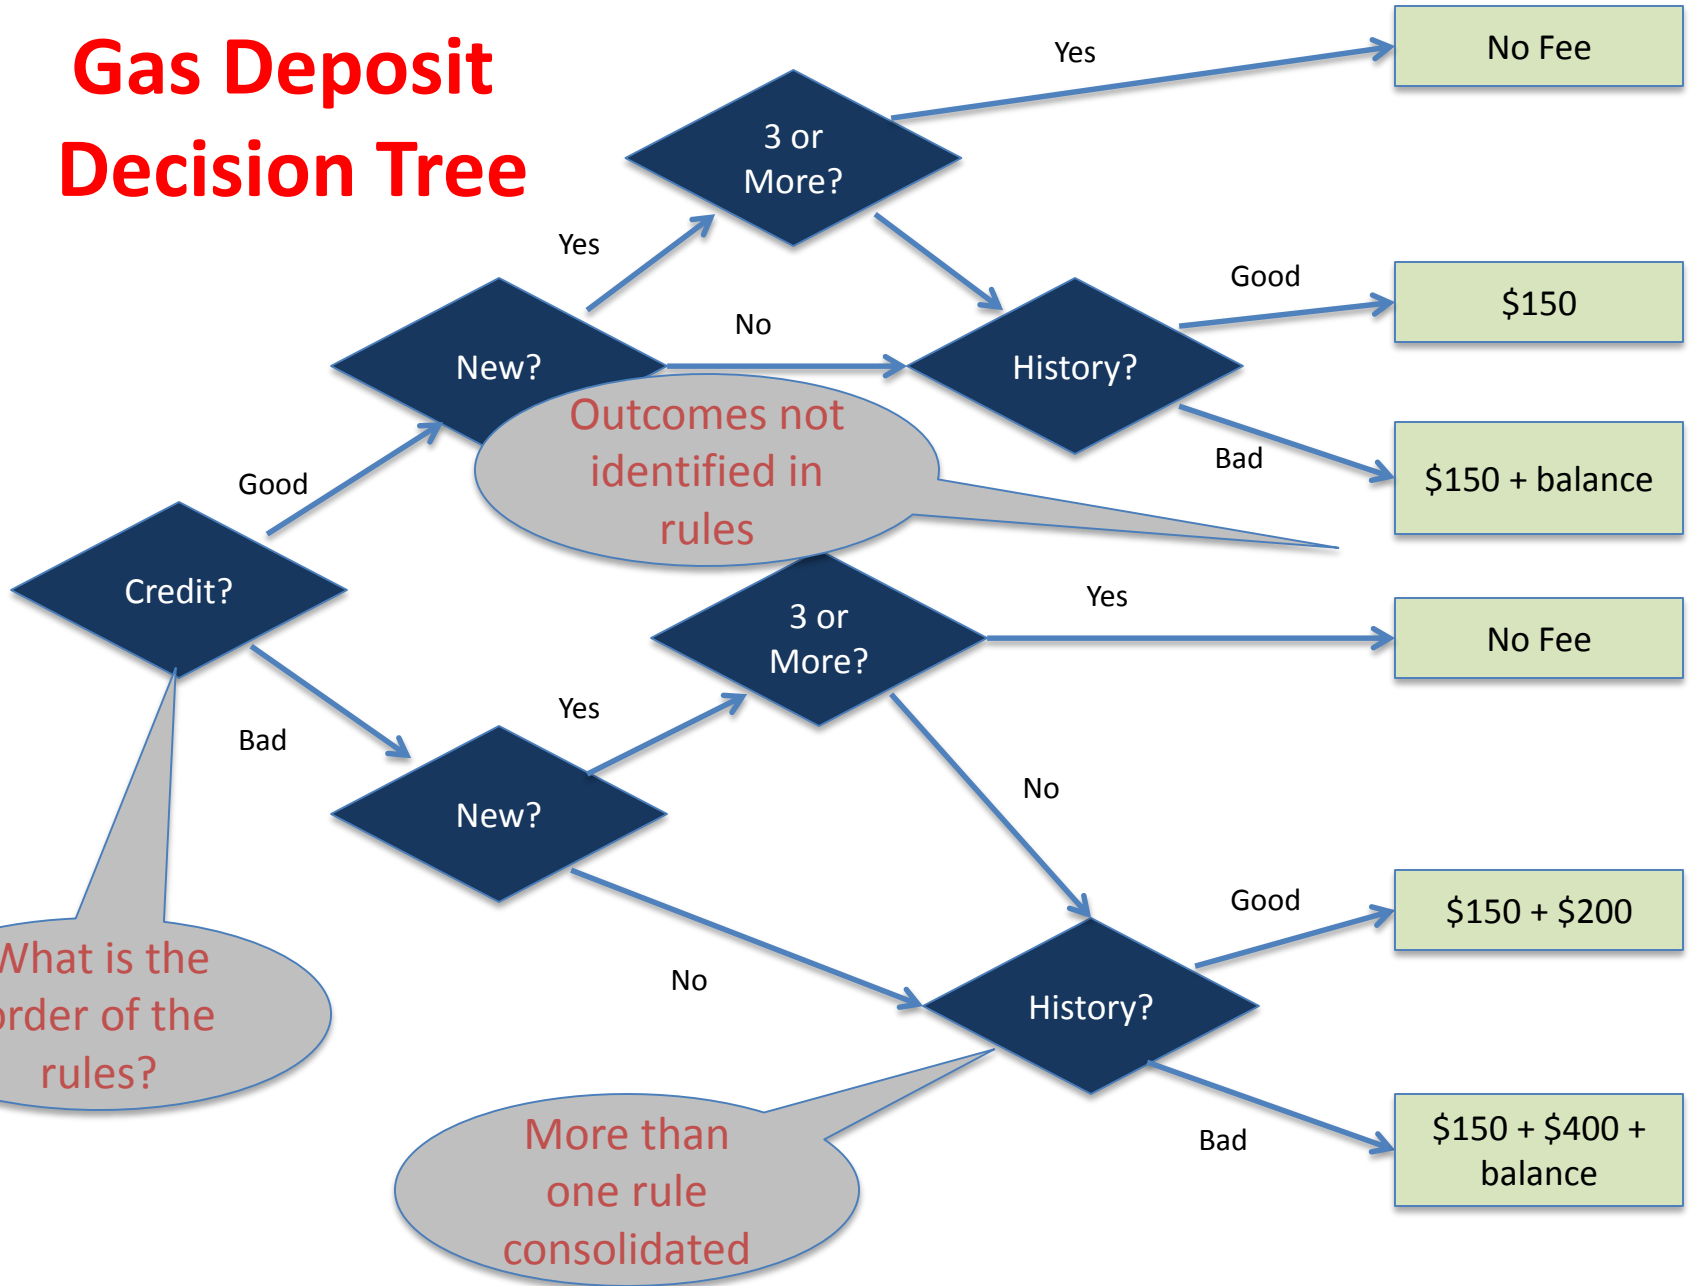 Gas Deposit
Decision Tree
Yes
No Fee
3 or
More?
Yes
Good
$150
No
New?
History?
Outcomes not
identified in
rules
Bad
$150 + balance
Good
Credit?
3 or
More?
Yes
No Fee
Bad
Yes
New?
No
Good
$150 + $200
What is the
order of the
rules?
No
History?
More than
one rule
consolidated
Bad
$150 + $400 +
balance